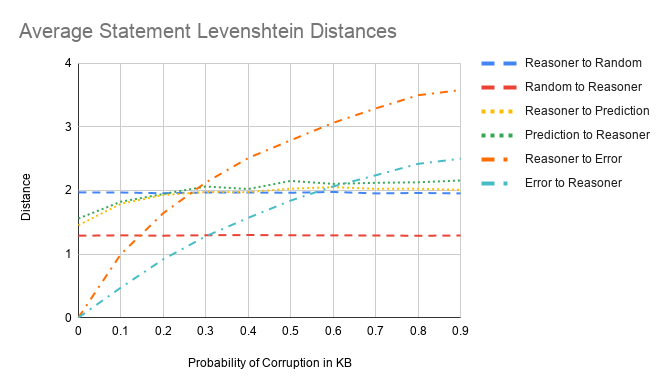 Average Statement Levenshtein Distances
4
3
2
1
0
Distance
0 0.1 0.2 0.3 0.4 0.5 0.6 0.7 0.8 0.9
Probability of Corruption in KB
Reasoner to Random
Random to Reasoner
Reasoner to Prediction
Prediction to Reasoner
Reasoner to Error
Error to Reasoner